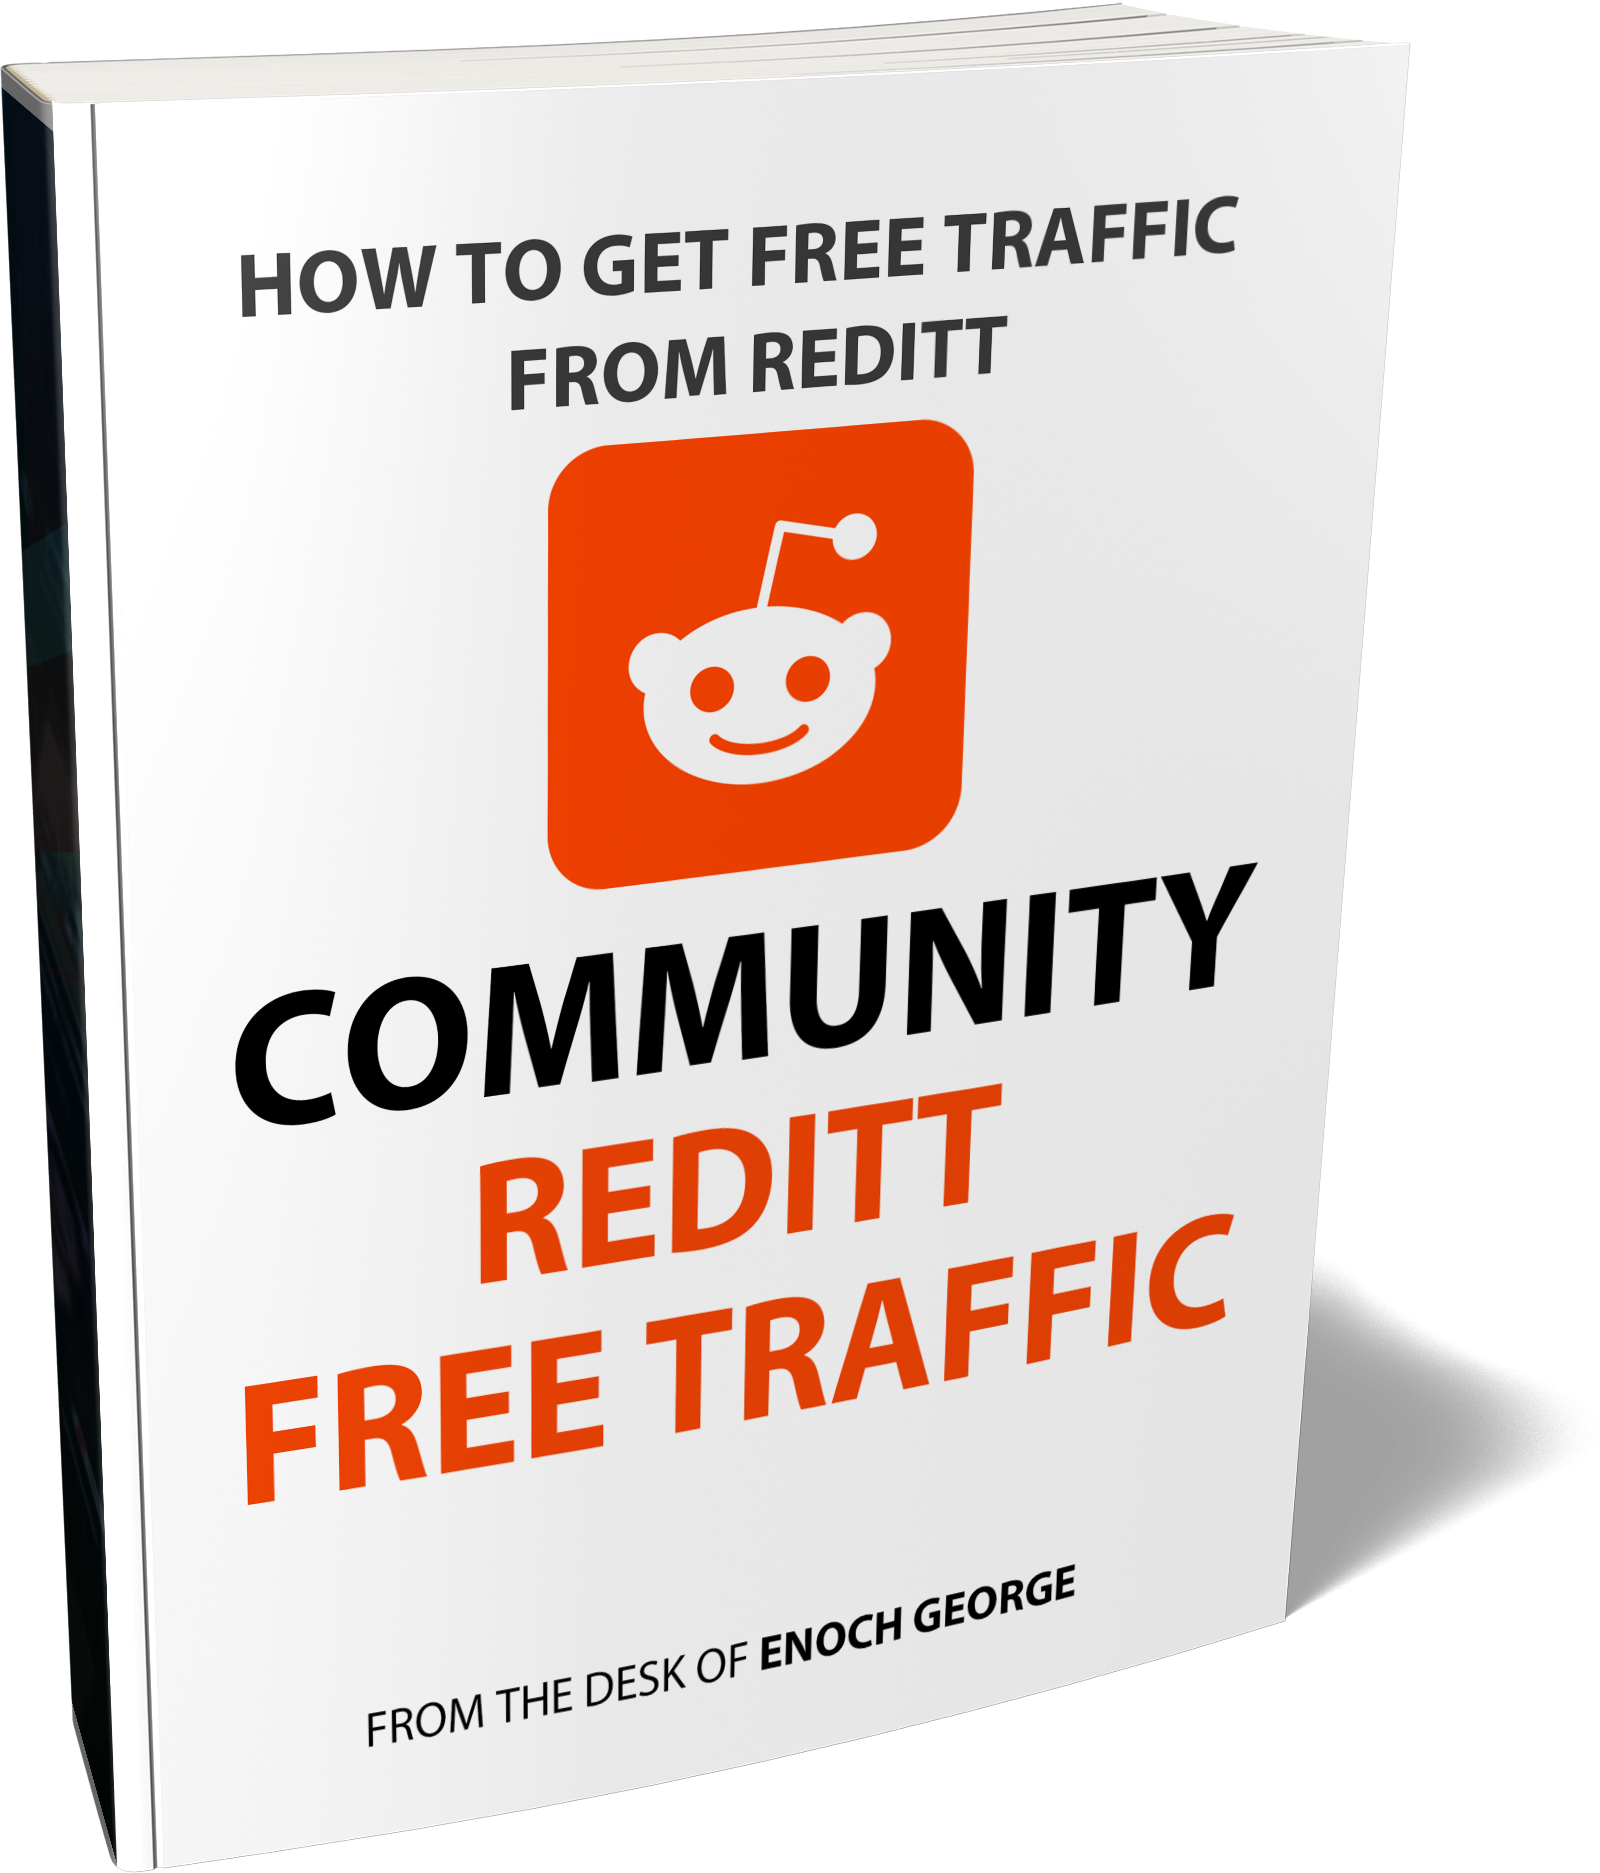 HOW TO GET FREE TRAFFIC
FROM REDITT
COMMUNITY
REDITT
FREE TRAFFIC
FROM THE DESK OF ENOCH GEORGE